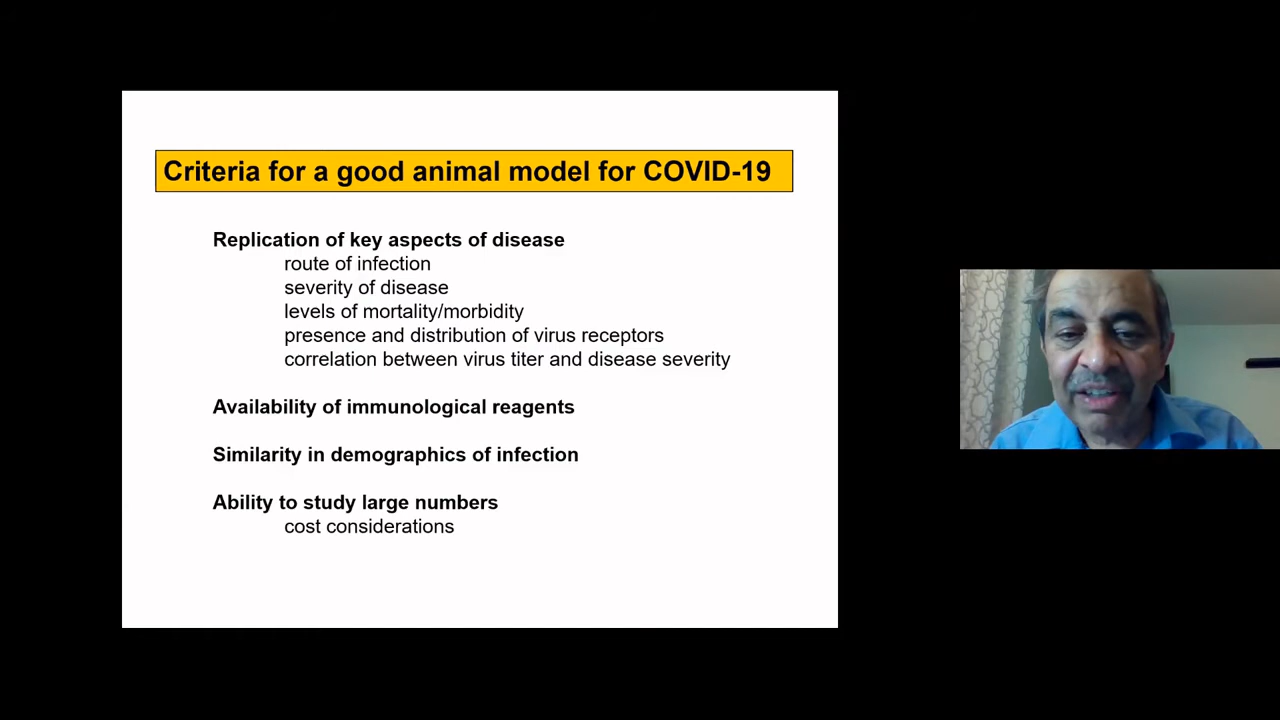 Criteria for a good animal model for COVID-19
Replication of key aspects of disease
route of infection
severity of disease
levels of mortality/morbidity
presence and distribution of virus receptors
correlation between virus titer and disease severity
Availability of immunological reagents
Similarity in demographics of infection
Ability to study large numbers
cost considerations